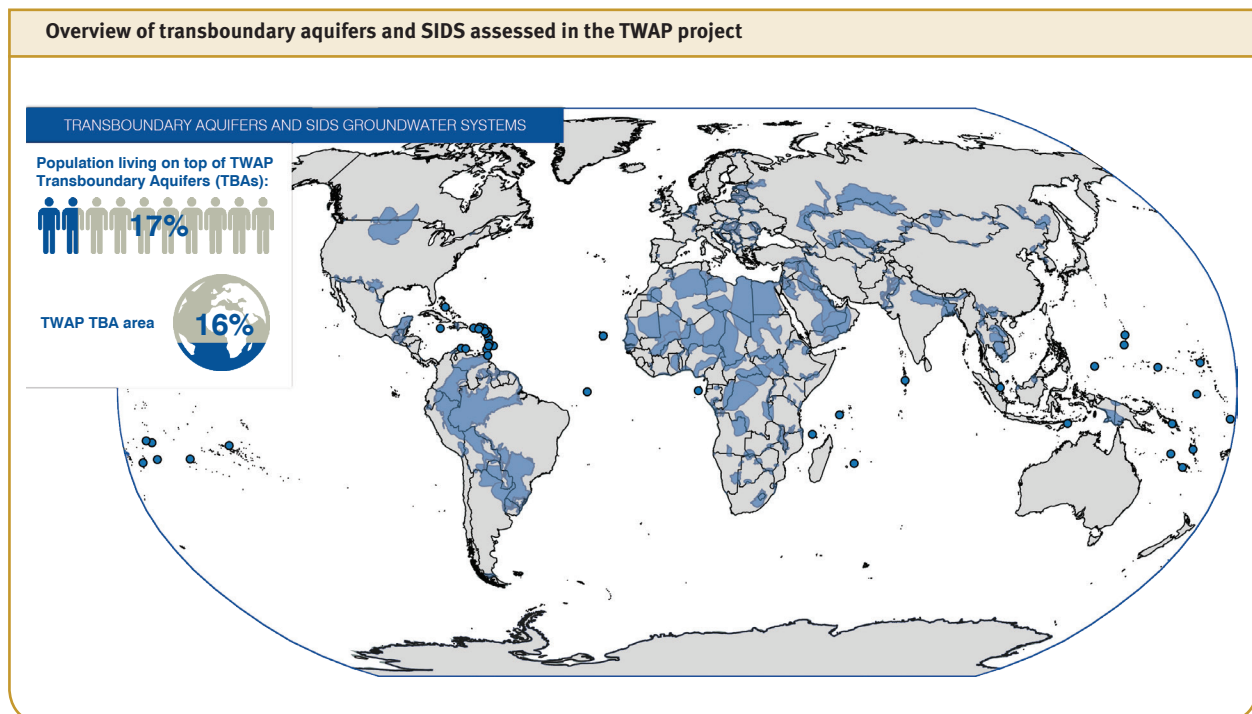 Overview of transboundary aquifers and SIDS assessed in the TWAP project
TRANSBOUNDARY AQUIFERS AND SIDS GROUNDWATER SYSTEMS
Population living on top of TWAP
Transboundary Aquifers (TBAs):
17%
TWAP TBA area
16%